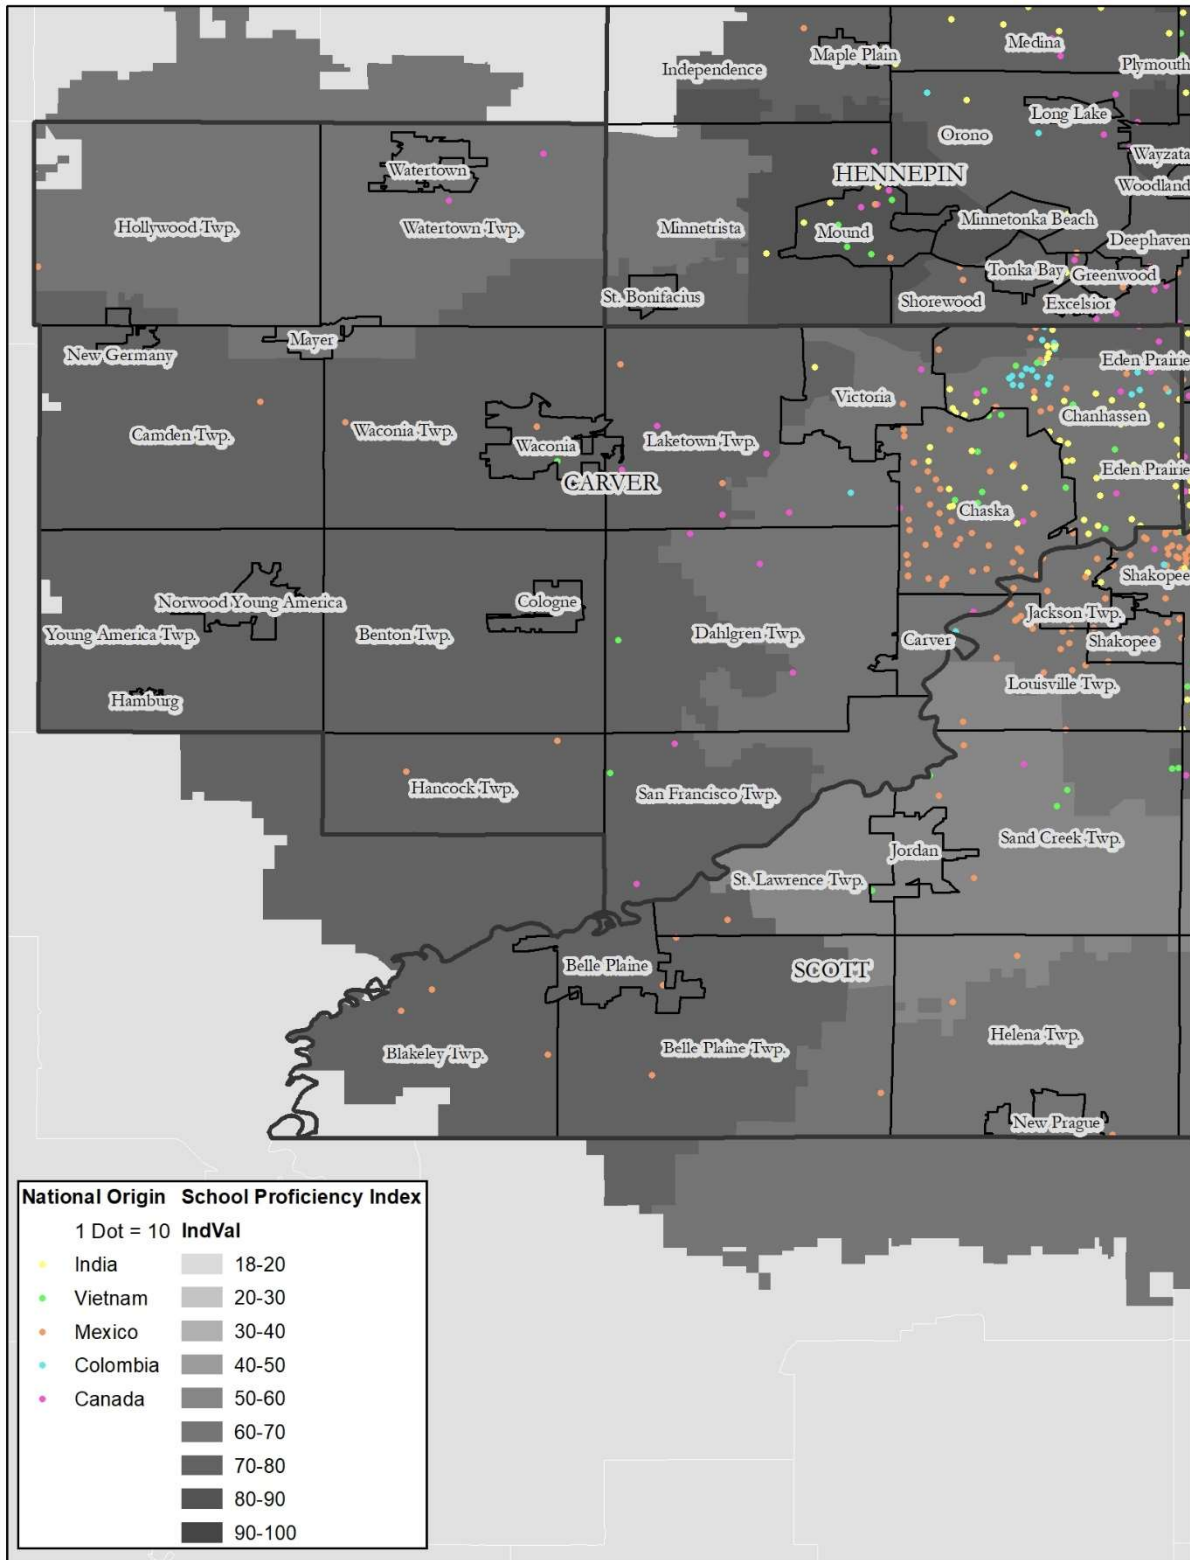 Independence
Maple Plain
Medina
Plymouth
Long Lake
Orono
Watertown
HENNEPIN
Wayzata
Woodland
Hollywood Twp.
Watertown Twp.
Minnetrista
Mound
Minnetonka Beach
Deephaven
Tonka Bay
Greenwood
St. Bonifacius
Shorewood
Excelsior
New Germany
Mayer
Eden Prairie
Victoria
Chanhassen
Camden Twp.
Waconia Twp.
Waconia
Laketown Twp.
Eden Prairie
CARVER
Chaska
Shakopee
Norwood Young America
Cologne
Jackson Twp.
Young America Twp.
Benton Twp.
Dahlgren Twp.
Carver
Shakopee
Hamburg
Louisville Twp.
Hancock Twp.
San Francisco Twp.
Jordan
Sand Creek Twp.
St. Lawrence Twp.
Belle Plaine
SCOTT
Blakeley Twp.
Belle Plaine Twp.
Helena Twp.
New Prague
National Origin
1 Dot = 10
India
Vietnam
Mexico
Colombia
Canada
School Proficiency Index
IndVal
18-20
20-30
30-40
40-50
50-60
60-70
70-80
80-90
90-100